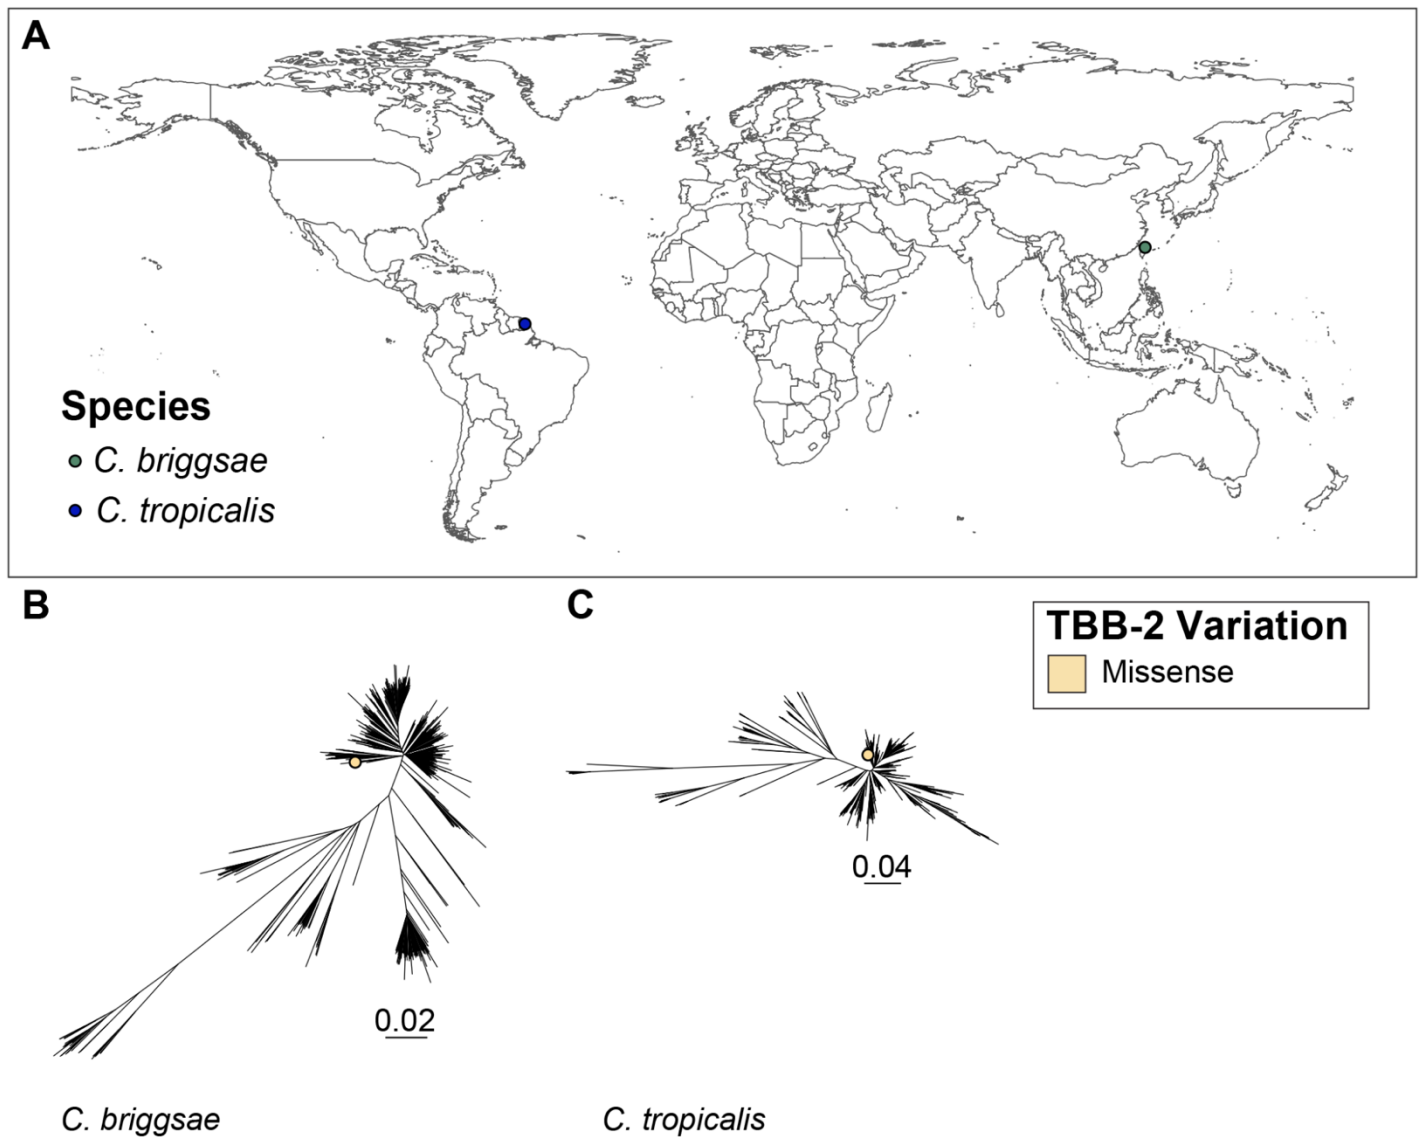 A
Species
C. briggsae
C. tropicalis
B
C
TBB-2 Variation
Missense
0.04
0.02
C. briggsae
C. tropicalis